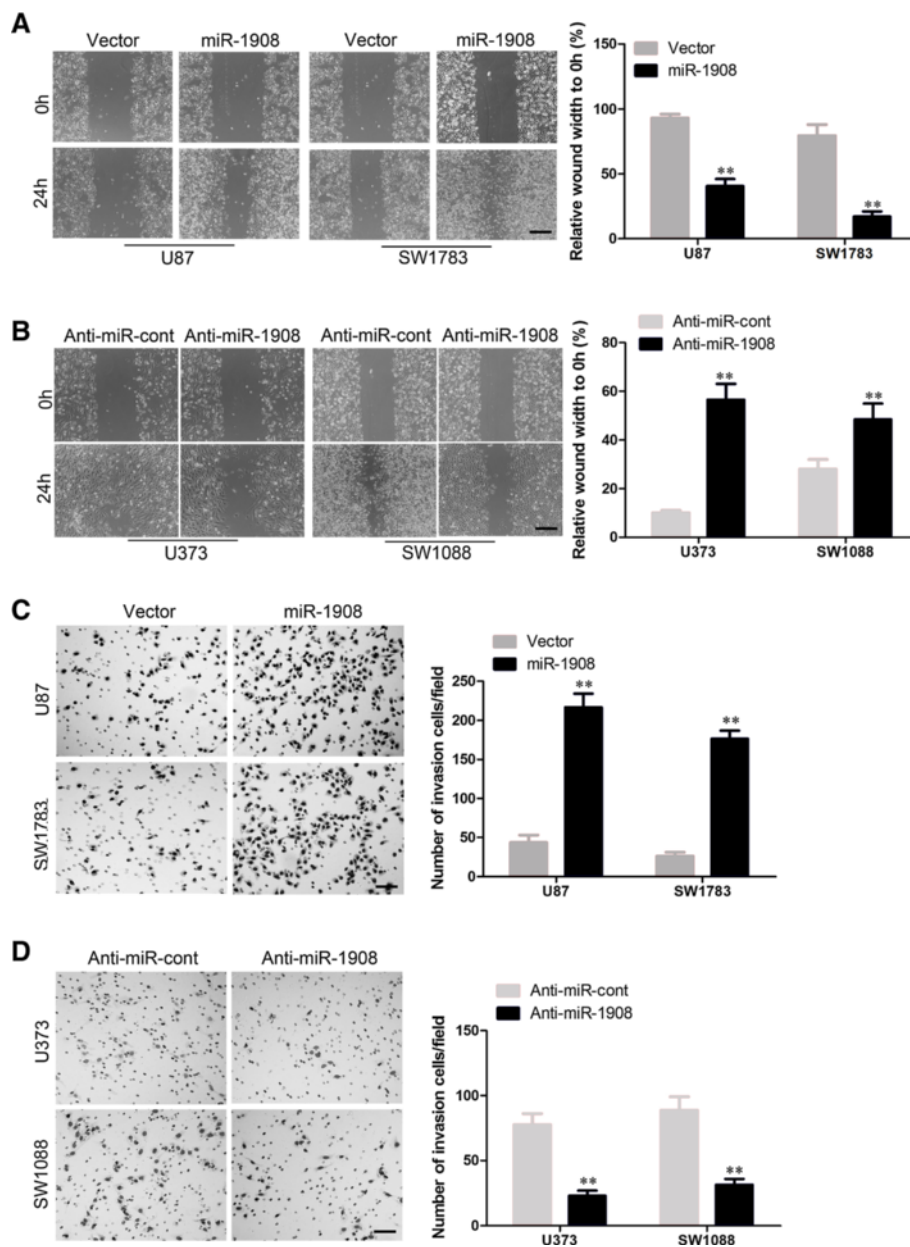 A
Vector miR-1908 Vector miR-1908
0h
24h
U87 SW1783
Relative wound width to 0h (%)
Vector
miR-1908
150
100
50
0
** **
U87 SW1783
B
Anti-miR-cont Anti-miR-1908 Anti-miR-cont Anti-miR-1908
0h
24h
U373 SW1088
Relative wound width to 0h (%)
Anti-miR-cont
Anti-miR-1908
80
60
40
20
0
** **
U373 SW1088
C
Vector miR-1908
U87
SW1783
Number of invasion cells/field
Vector
miR-1908
250
200
150
100
50
0
** **
U87 SW1783
D
Anti-miR-cont Anti-miR-1908
U373
SW1088
Number of invasion cells/field
Anti-miR-cont
Anti-miR-1908
150
100
50
0
** **
U373 SW1088